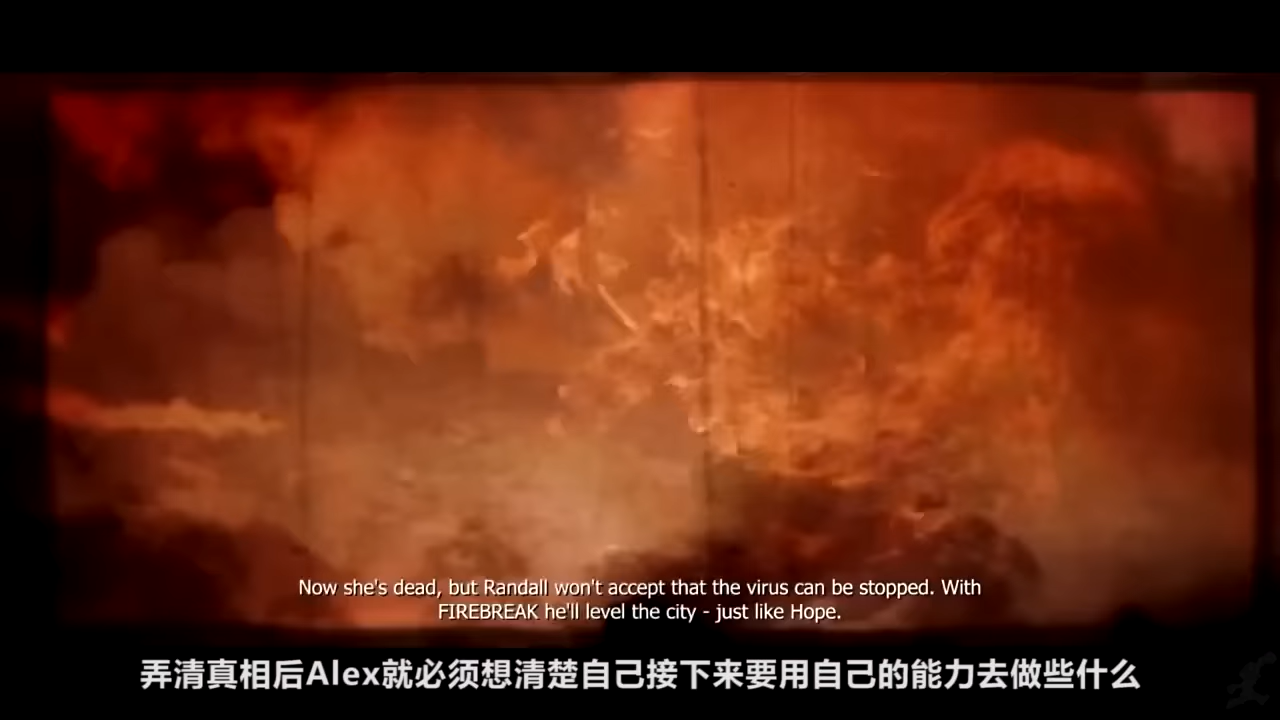 Now she's dead, but Randall won't accept that the virus can be stopped. With
FIREBREAK he'll level the city - just like Hope.
弄清真相后Alex就必须想清楚自己接下来要用自己的能力去做些什么